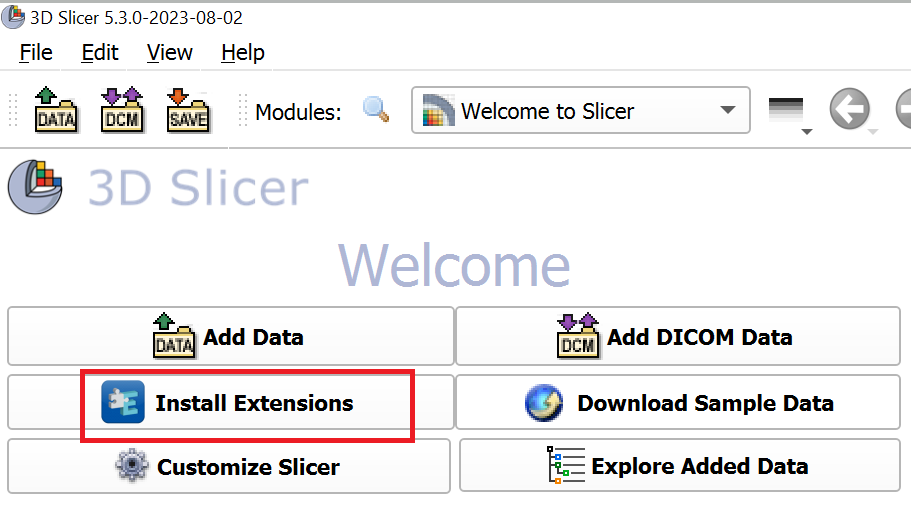 3D Slicer 5.3.0-2023-08-02
File Edit View Help
DATA DCM SAVE Modules: Welcome to Slicer
3D Slicer
Welcome
DATA Add Data DCM Add DICOM Data
E Install Extensions Download Sample Data
Customize Slicer Explore Added Data